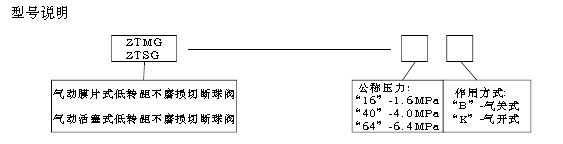 型号说明
ZTMG
ZTSG
气动膜片式低转距不磨损切断球阀
气动活塞式低转距不磨损切断球阀
公称压力:
"16"-1.6MPa
"40"-4.0MPa
"64"-6.4MPa
作用方式:
"B"-气关式
"K"-气开式